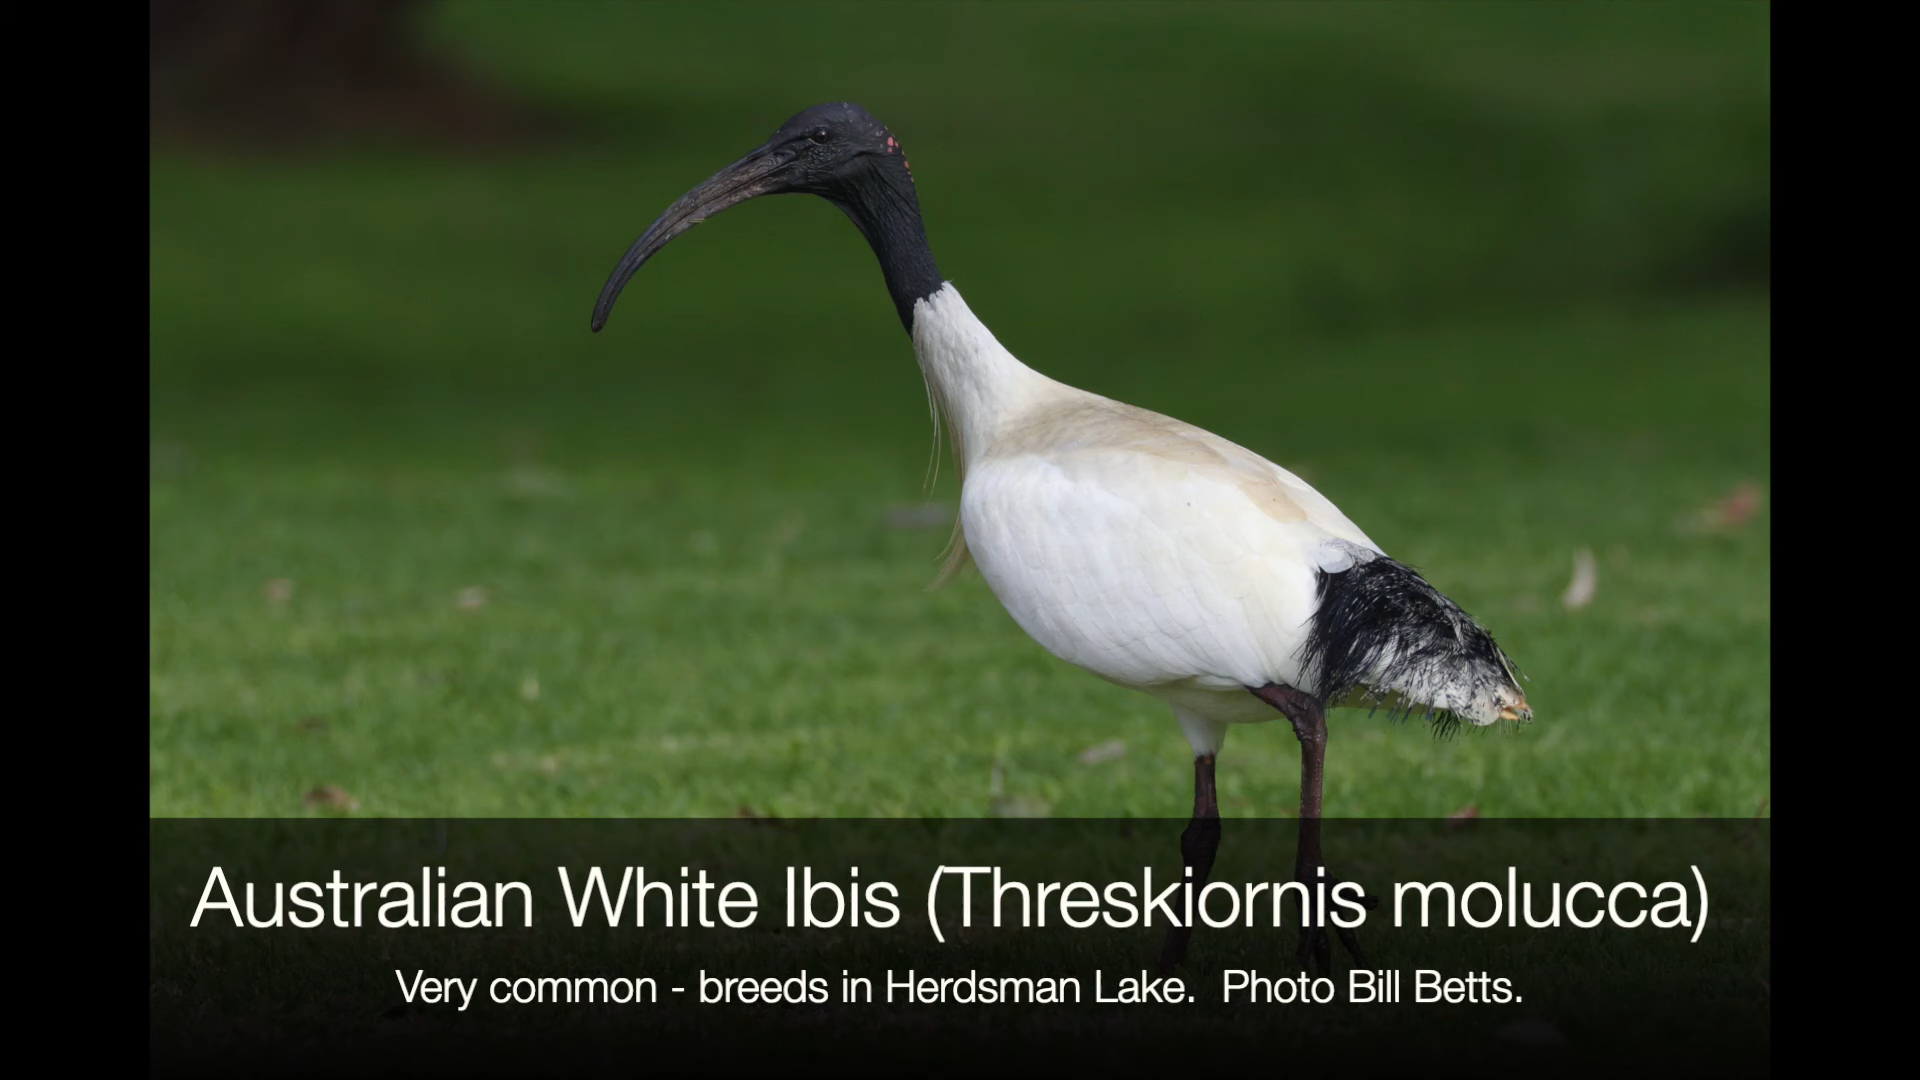 Australian White Ibis (Threskiornis molucca)
Very common - breeds in Herdsman Lake.  Photo Bill Betts.